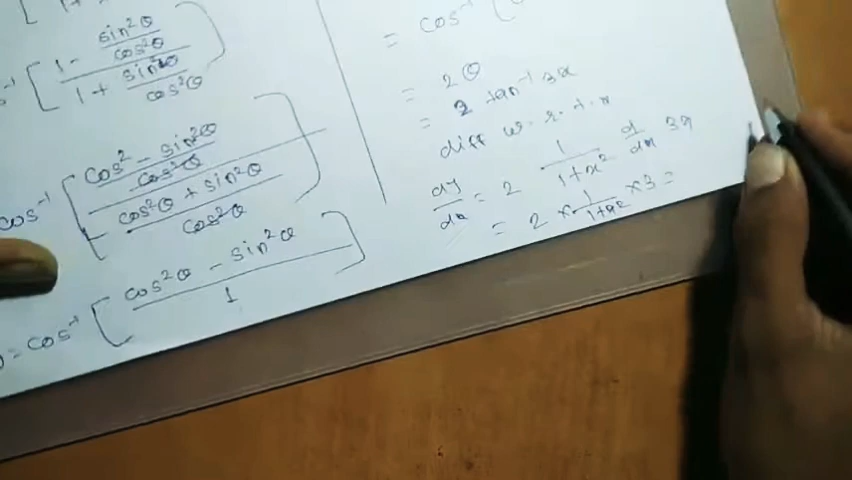 [ 1 - sin²θ/cos²θ / 1 + sin²θ/cos²θ ]
cos⁻¹ [ cos² - sin²θ / cos²θ / cos²θ + sin²θ / cos²θ ]
= cos⁻¹ [ cos²θ - sin²θ / 1 ]
= cos⁻¹ [
= 2θ
= 2 tan⁻¹ 3x
diff w.r.t.x
dy/dx = 2 1/1+x² d/dx 3x
= 2 × 1/1+x² × 3 =